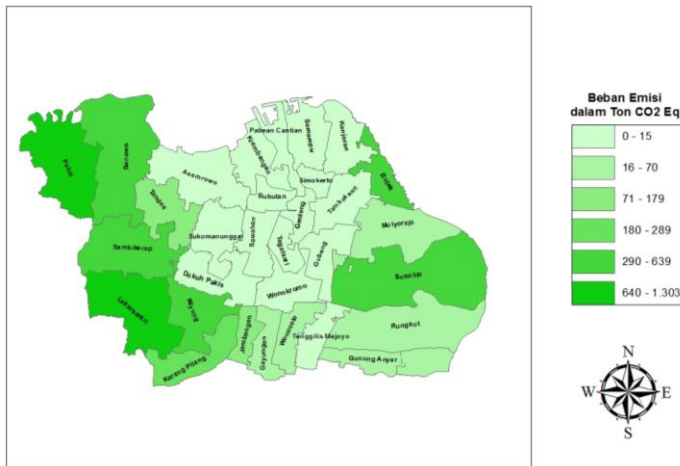 Beban Emisi
dalam Ton CO2 Eq
0 - 15
16 - 70
71 - 179
180 - 289
290 - 639
640 - 1.303
N
W E
S
Pakal
Benowo
Asemrowo
Krembangan
Pabean Cantian
Semampir
Kenjeran
Bulak
Tandes
Bubutan
Simokerto
Tambaksari
Mulyorejo
Sambikerep
Sukomanunggal
Sawahan
Genteng
Tegalsari
Gubeng
Sukolilo
Dukuh Pakis
Wonokromo
Lakarsantri
Wiyung
Karang Pilang
Jambangan
Gayungan
Wonocolo
Tenggilis Mejoyo
Rungkut
Gunung Anyar